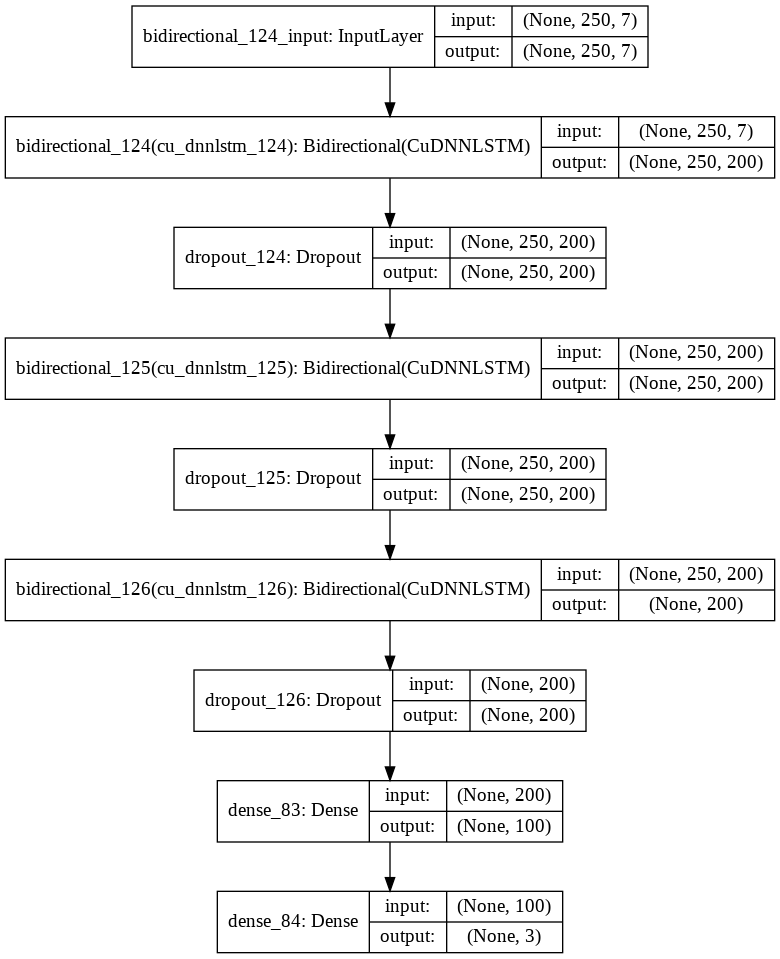 bidirectional_124_input: InputLayer
input: (None, 250, 7)
output: (None, 250, 7)
bidirectional_124(cu_dnnlstm_124): Bidirectional(CuDNNLSTM)
input: (None, 250, 7)
output: (None, 250, 200)
dropout_124: Dropout
input: (None, 250, 200)
output: (None, 250, 200)
bidirectional_125(cu_dnnlstm_125): Bidirectional(CuDNNLSTM)
input: (None, 250, 200)
output: (None, 250, 200)
dropout_125: Dropout
input: (None, 250, 200)
output: (None, 250, 200)
bidirectional_126(cu_dnnlstm_126): Bidirectional(CuDNNLSTM)
input: (None, 250, 200)
output: (None, 200)
dropout_126: Dropout
input: (None, 200)
output: (None, 200)
dense_83: Dense
input: (None, 200)
output: (None, 100)
dense_84: Dense
input: (None, 100)
output: (None, 3)